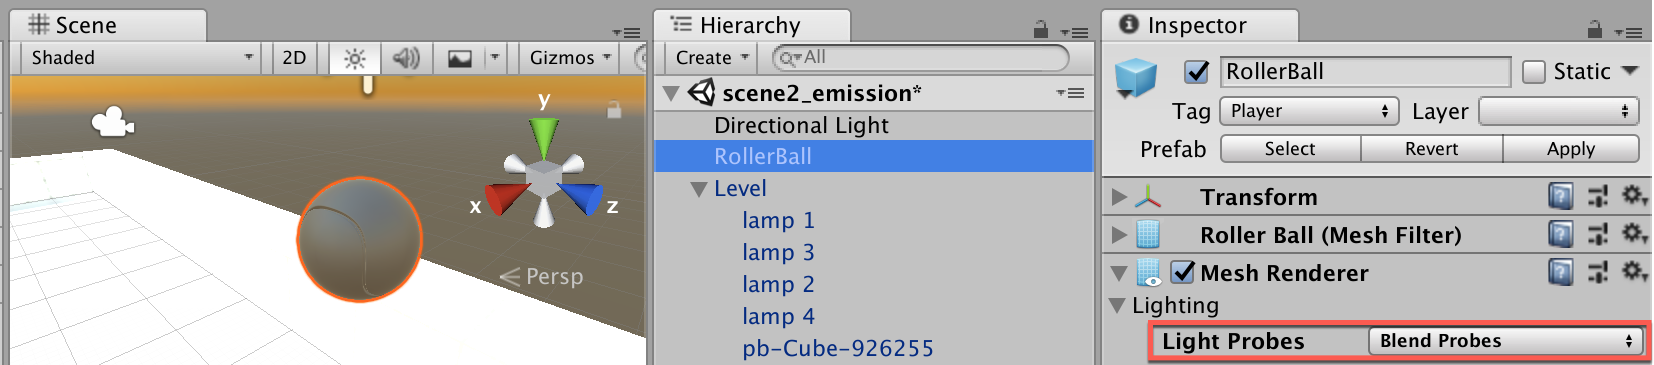 Scene
Shaded
2D
Gizmos
y
x
z
Persp
Hierarchy
Create
All
scene2_emission*
Directional Light
RollerBall
Level
lamp 1
lamp 3
lamp 2
lamp 4
pb-Cube-926255
Inspector
RollerBall
Static
Tag Player Layer
Prefab Select Revert Apply
Transform
Roller Ball (Mesh Filter)
Mesh Renderer
Lighting
Light Probes Blend Probes